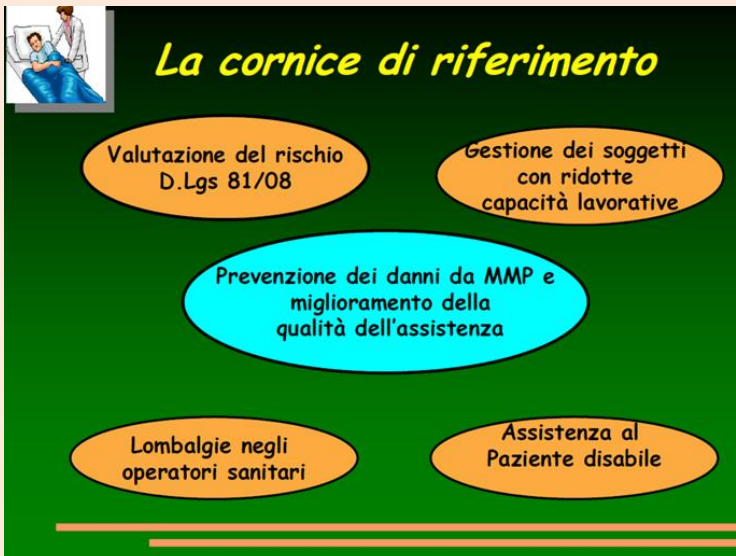 La cornice di riferimento
Valutazione del rischio
D.Lgs 81/08
Gestione dei soggetti
con ridotte
capacità lavorative
Prevenzione dei danni da MMP e
miglioramento della
qualità dell'assistenza
Lombalgie negli
operatori sanitari
Assistenza al
Paziente disabile